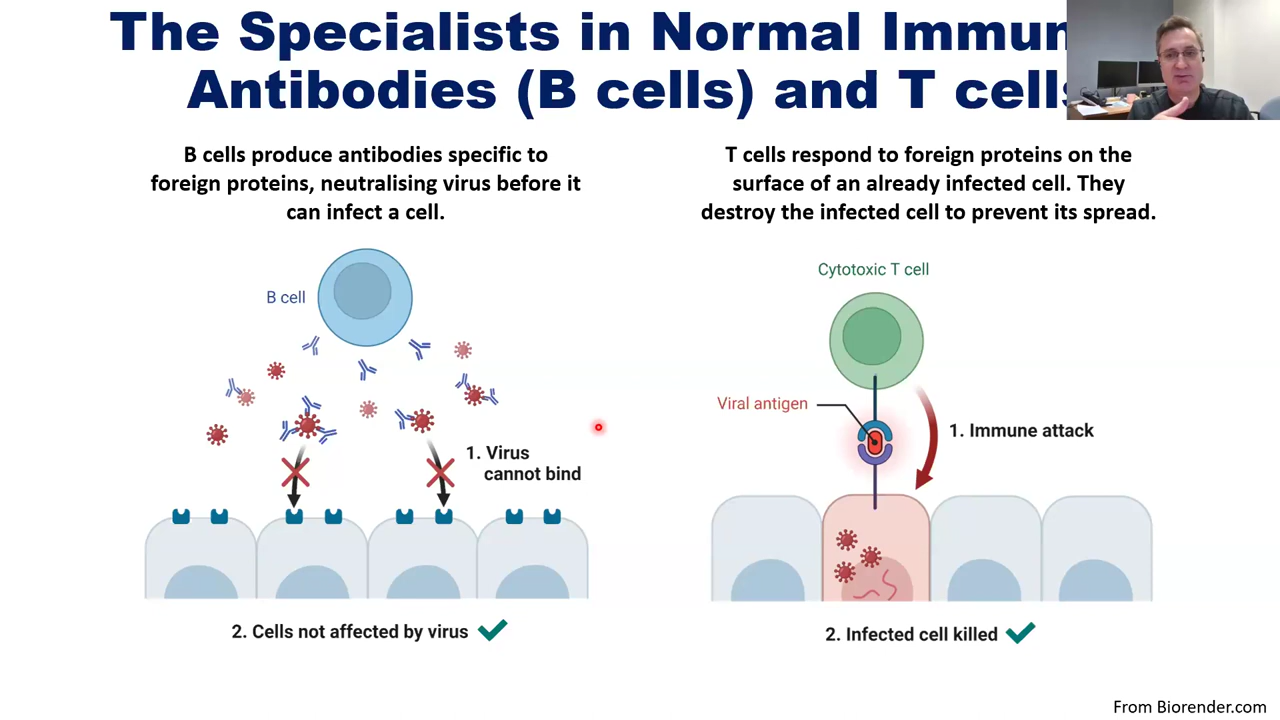 The Specialists in Normal Immun
Antibodies (B cells) and T cells
B cells produce antibodies specific to
foreign proteins, neutralising virus before it
can infect a cell.
B cell
1. Virus
cannot bind
2. Cells not affected by virus
T cells respond to foreign proteins on the
surface of an already infected cell. They
destroy the infected cell to prevent its spread.
Cytotoxic T cell
Viral antigen
1. Immune attack
2. Infected cell killed
From Biorender.com